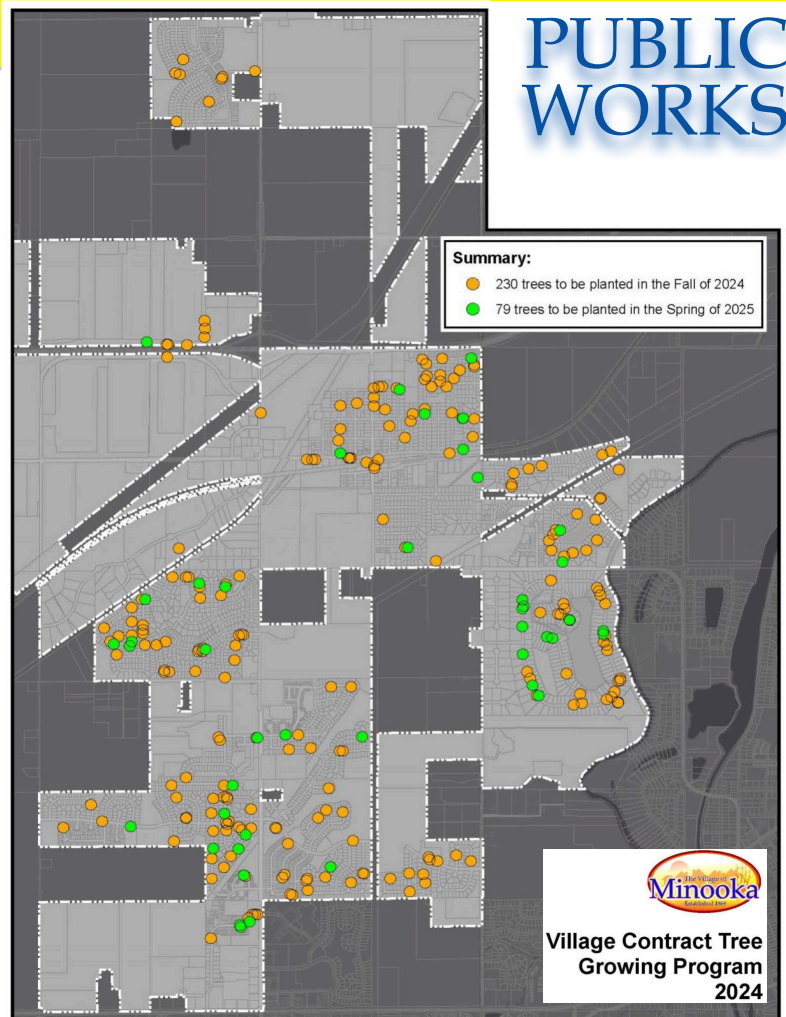 PUBLIC
WORKS
Summary:
230 trees to be planted in the Fall of 2024
79 trees to be planted in the Spring of 2025
The Village of
Minooka
Established 1869
Village Contract Tree
Growing Program
2024